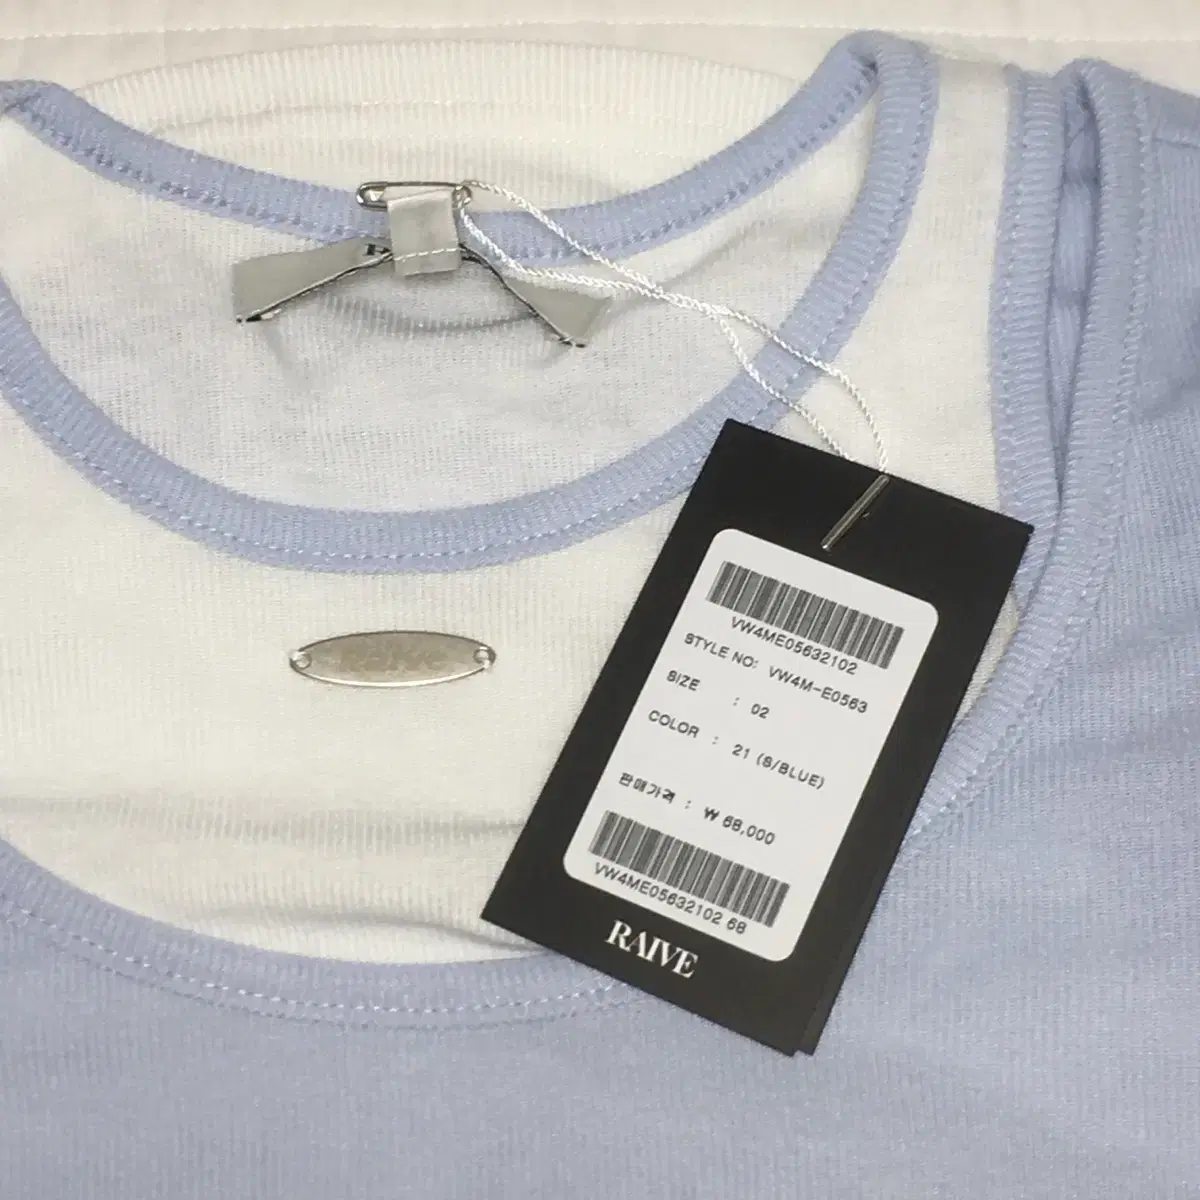 raive
VW4ME05632102
STYLE NO: VW4M-E0563
SIZE : 02
COLOR : 21 (S/BLUE)
판매가격 : ₩ 68,000
VW4ME05632102 68
RAIVE